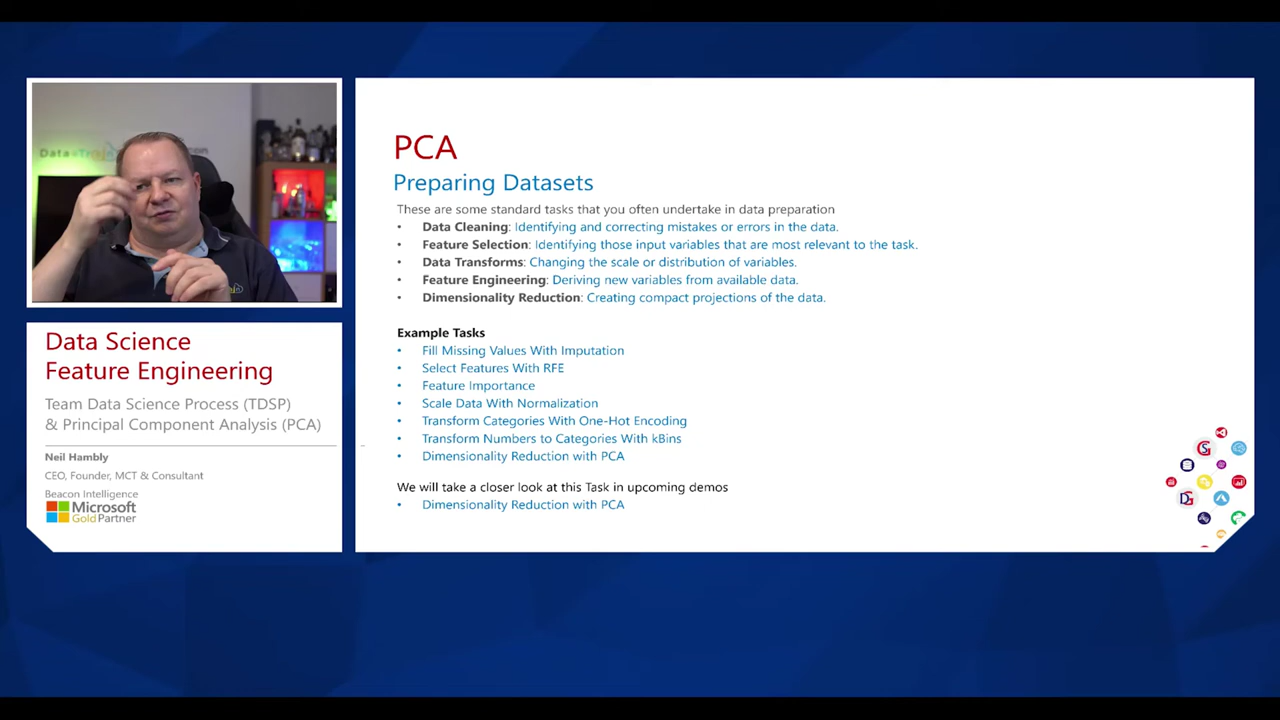 Data Science
Feature Engineering
Team Data Science Process (TDSP)
& Principal Component Analysis (PCA)
Neil Hambly
CEO, Founder, MCT & Consultant
Beacon Intelligence
Microsoft
Gold Partner
PCA
Preparing Datasets
These are some standard tasks that you often undertake in data preparation
• Data Cleaning: Identifying and correcting mistakes or errors in the data.
• Feature Selection: Identifying those input variables that are most relevant to the task.
• Data Transforms: Changing the scale or distribution of variables.
• Feature Engineering: Deriving new variables from available data.
• Dimensionality Reduction: Creating compact projections of the data.
Example Tasks
• Fill Missing Values With Imputation
• Select Features With RFE
• Feature Importance
• Scale Data With Normalization
• Transform Categories With One-Hot Encoding
• Transform Numbers to Categories With kBins
• Dimensionality Reduction with PCA
We will take a closer look at this Task in upcoming demos
• Dimensionality Reduction with PCA